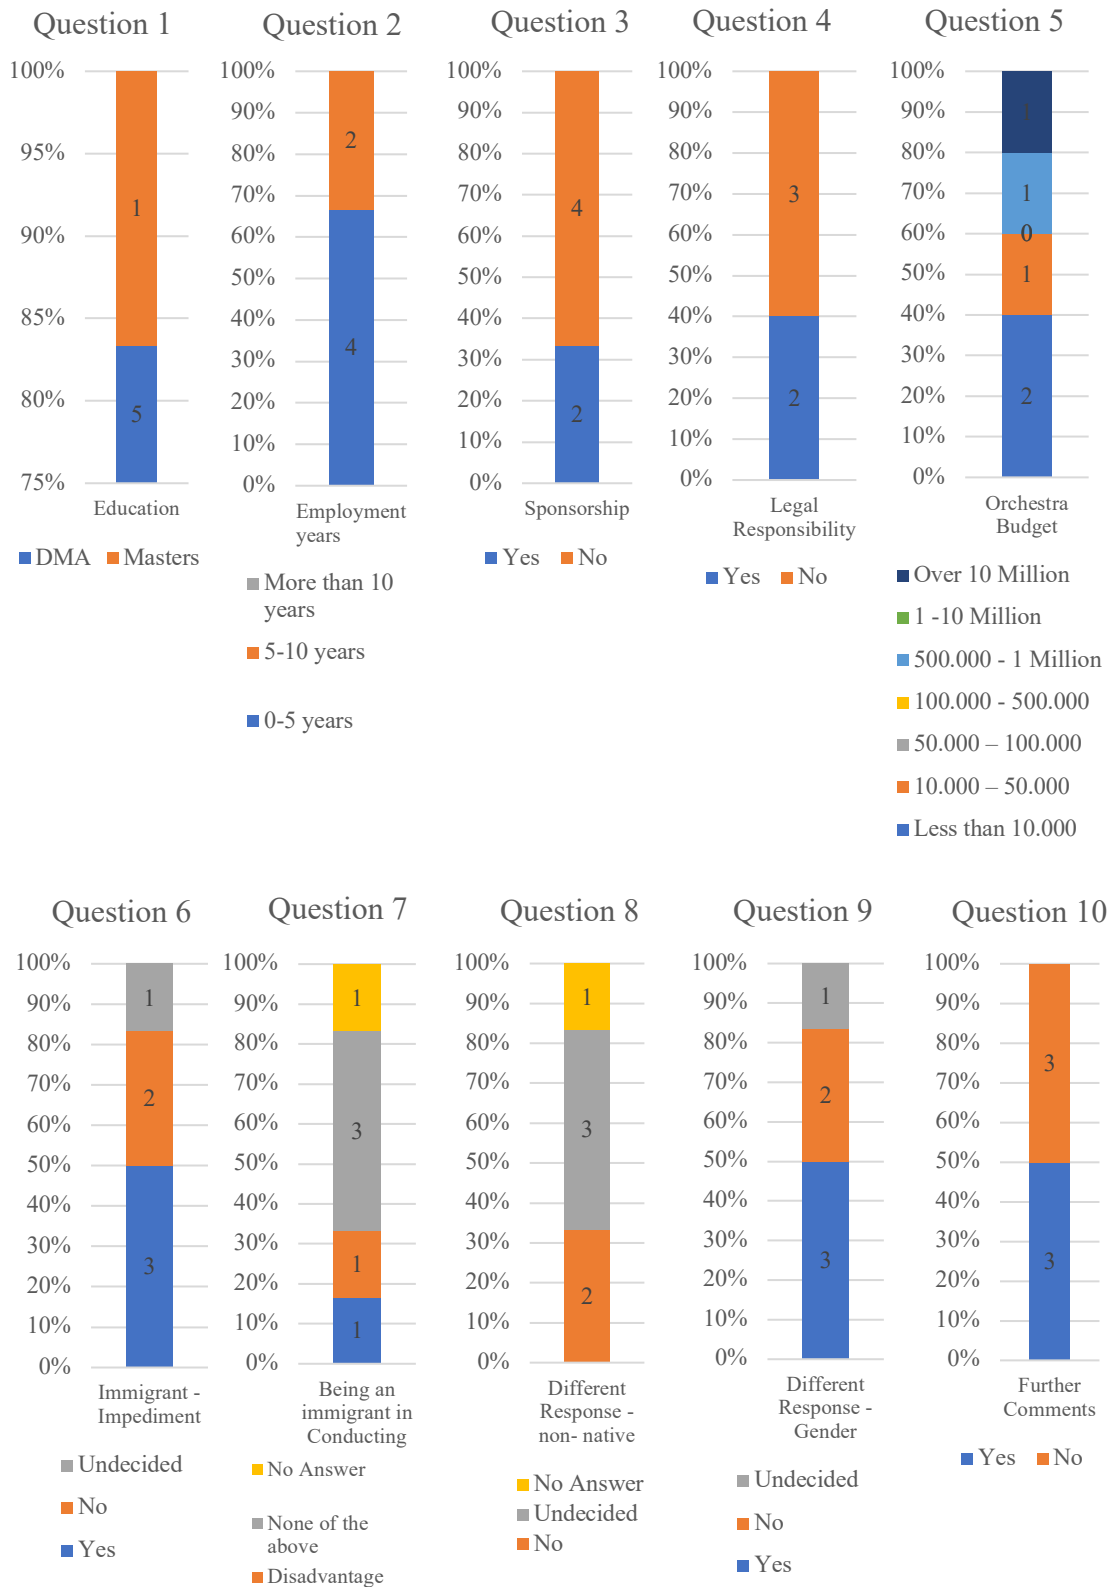 Question 1
100%
95%
90%
85%
80%
75%
1
5
Education
DMA Masters
Question 2
100%
90%
80%
70%
60%
50%
40%
30%
20%
10%
0%
2
4
Employment
years
More than 10
years
5-10 years
0-5 years
Question 3
100%
90%
80%
70%
60%
50%
40%
30%
20%
10%
0%
4
2
Sponsorship
Yes No
Question 4
100%
90%
80%
70%
60%
50%
40%
30%
20%
10%
0%
3
2
Legal
Responsibility
Yes No
Question 5
100%
90%
80%
70%
60%
50%
40%
30%
20%
10%
0%
1
1
0
1
2
Orchestra
Budget
Over 10 Million
1 -10 Million
500.000 - 1 Million
100.000 - 500.000
50.000 – 100.000
10.000 – 50.000
Less than 10.000
Question 6
100%
90%
80%
70%
60%
50%
40%
30%
20%
10%
0%
1
2
3
Immigrant -
Impediment
Undecided
No
Yes
Question 7
100%
90%
80%
70%
60%
50%
40%
30%
20%
10%
0%
1
3
1
1
Being an
immigrant in
Conducting
No Answer
None of the
above
Disadvantage
Question 8
100%
90%
80%
70%
60%
50%
40%
30%
20%
10%
0%
1
3
2
Different
Response -
non- native
No Answer
Undecided
No
Question 9
100%
90%
80%
70%
60%
50%
40%
30%
20%
10%
0%
1
2
3
Different
Response -
Gender
Undecided
No
Yes
Question 10
100%
90%
80%
70%
60%
50%
40%
30%
20%
10%
0%
3
3
Further
Comments
Yes No